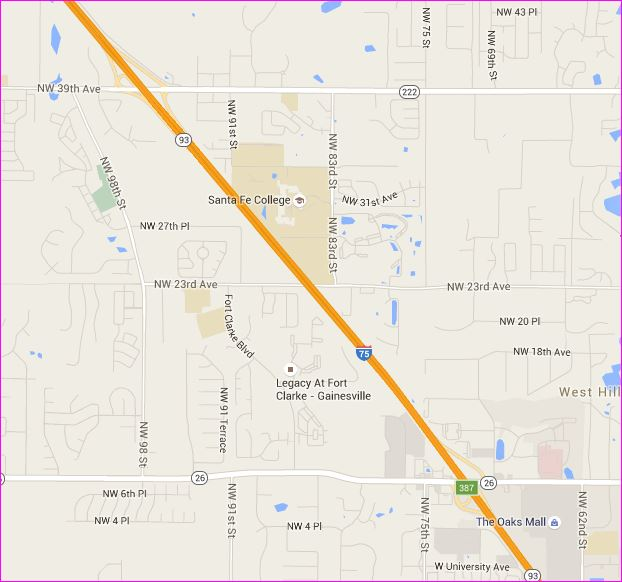 NW 43 Pl
NW 75 St
NW 69th St
NW 39th Ave
222
NW 91st St
93
NW 83rd St
NW 98th St
Santa Fe College
NW 31st Ave
NW 27th Pl
NW 83rd St
NW 23rd Ave
NW 23rd Ave
Fort Clarke Blvd
NW 20 Pl
75
NW 18th Ave
Legacy At Fort
Clarke - Gainesville
West Hill
NW 91 Terrace
NW 98 St
26
387
26
NW 6th Pl
NW 91st St
NW 75th St
NW 62nd St
NW 4 Pl
NW 4 Pl
The Oaks Mall
W University Ave
93